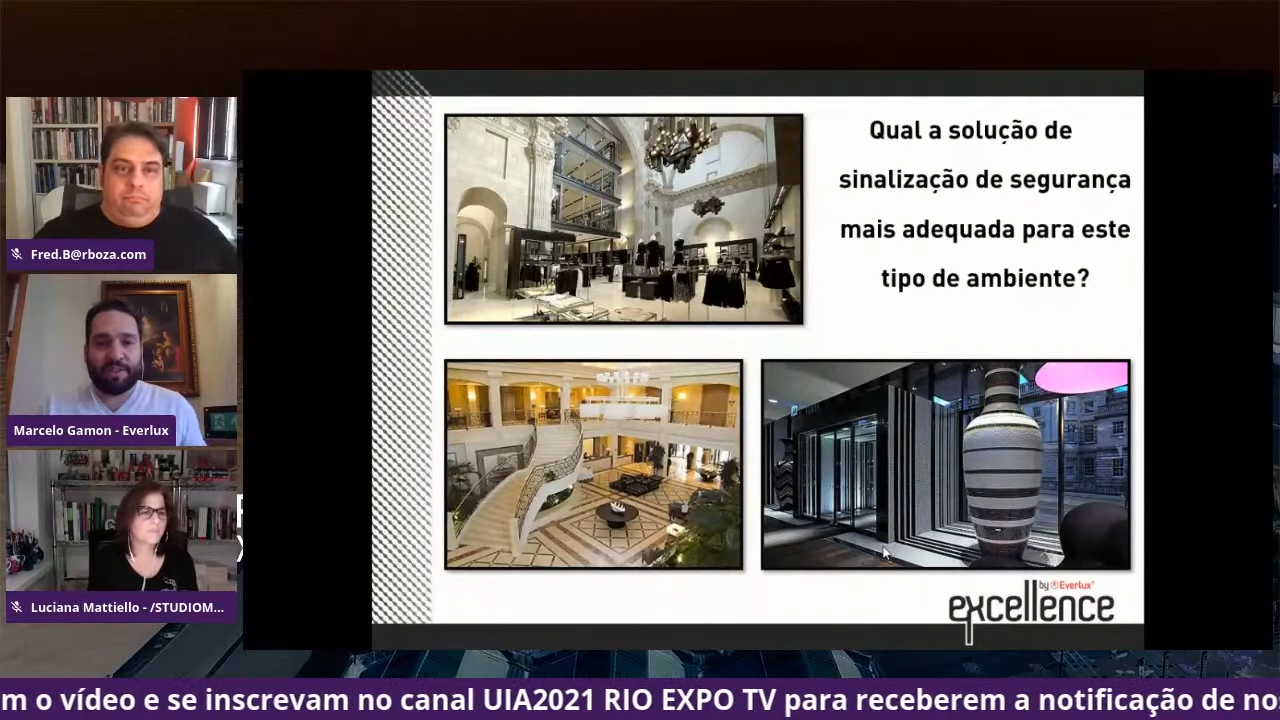 Fred.B@rboza.com
Marcelo Gamon - Everlux
Luciana Mattiello - /STUDIOM...
Qual a solução de
sinalização de segurança
mais adequada para este
tipo de ambiente?
by Everlux®
excellence
m o vídeo e se inscrevam no canal UIA2021 RIO EXPO TV para receberem a notificação de no